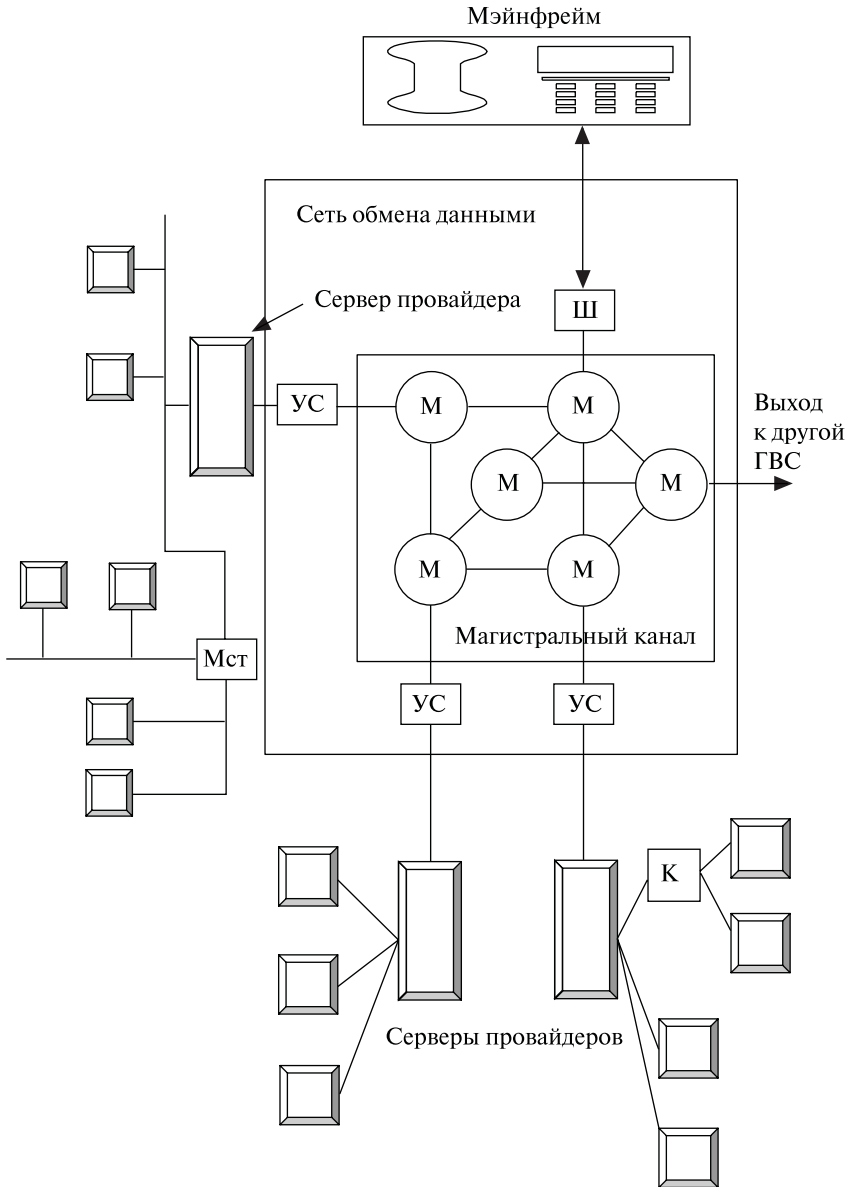 Мэйнфрейм
Сеть обмена данными
Сервер провайдера
Ш
УС
М
М
Выход
к другой
ГВС
М
М
М
М
Магистральный канал
Мст
УС
УС
К
Серверы провайдеров